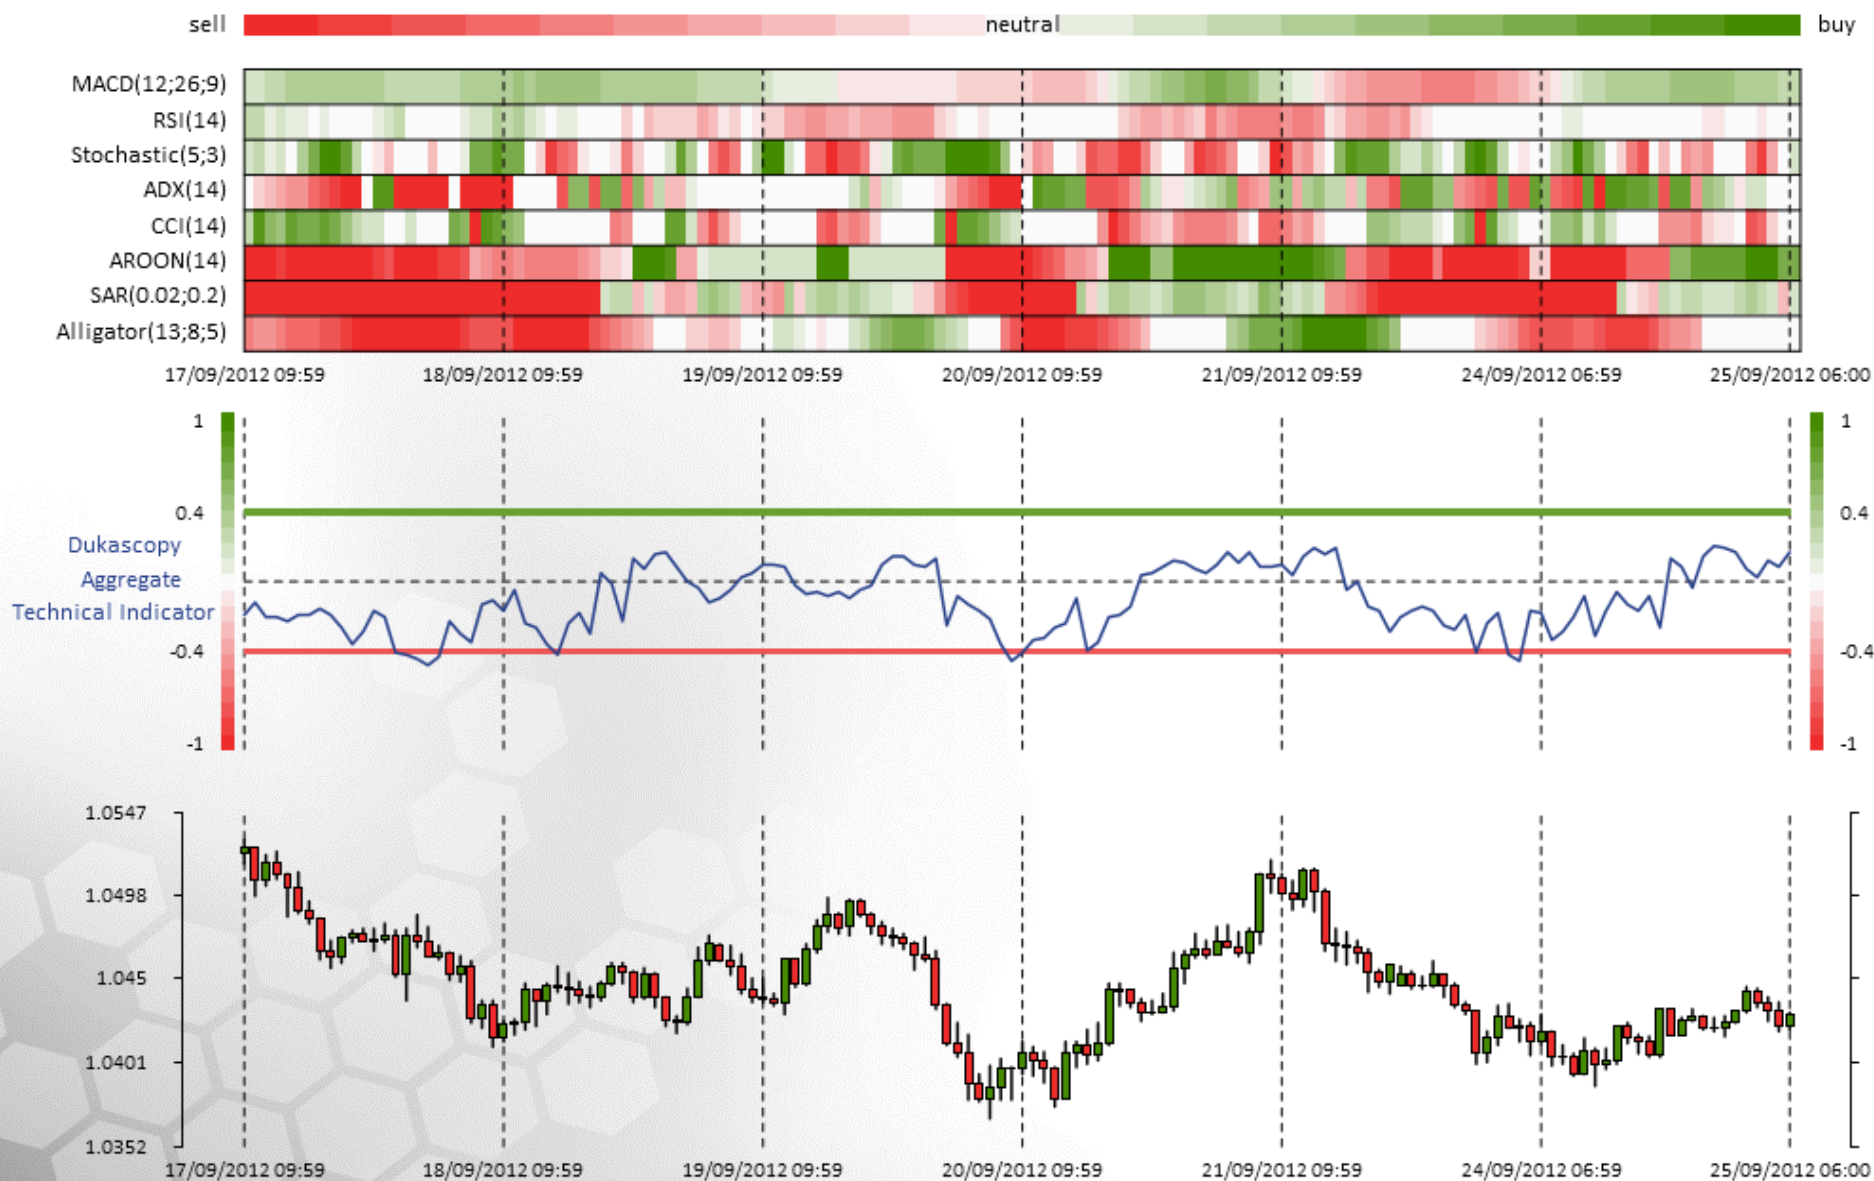 sell neutral buy
MACD(12;26;9)
RSI(14)
Stochastic(5;3)
ADX(14)
CCI(14)
AROON(14)
SAR(0.02;0.2)
Alligator(13;8;5)
17/09/2012 09:59 18/09/2012 09:59 19/09/2012 09:59 20/09/2012 09:59 21/09/2012 09:59 24/09/2012 06:59 25/09/2012 06:00
1 1
0.4 0.4
Dukascopy
Aggregate
Technical Indicator
-0.4 -0.4
-1 -1
1.0547
1.0498
1.045
1.0401
1.0352
17/09/2012 09:59 18/09/2012 09:59 19/09/2012 09:59 20/09/2012 09:59 21/09/2012 09:59 24/09/2012 06:59 25/09/2012 06:00